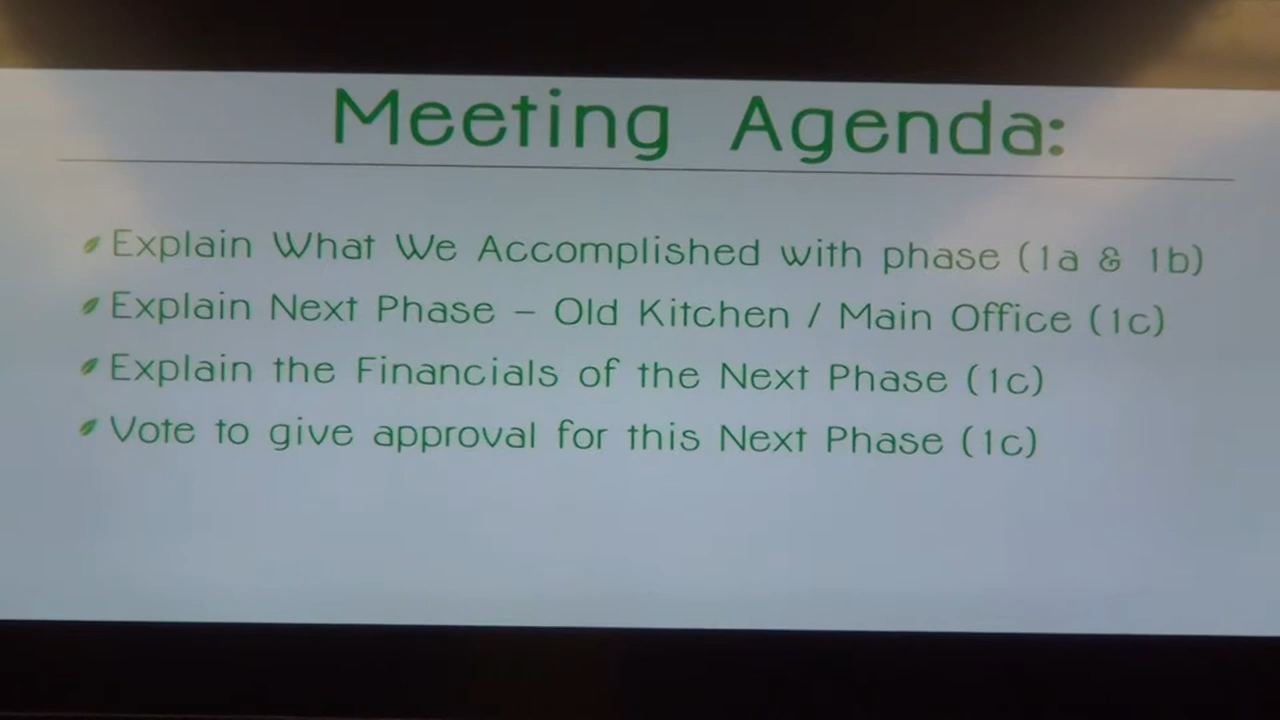 Meeting Agenda:
Explain What We Accomplished with phase (1a & 1b)
Explain Next Phase – Old Kitchen / Main Office (1c)
Explain the Financials of the Next Phase (1c)
Vote to give approval for this Next Phase (1c)